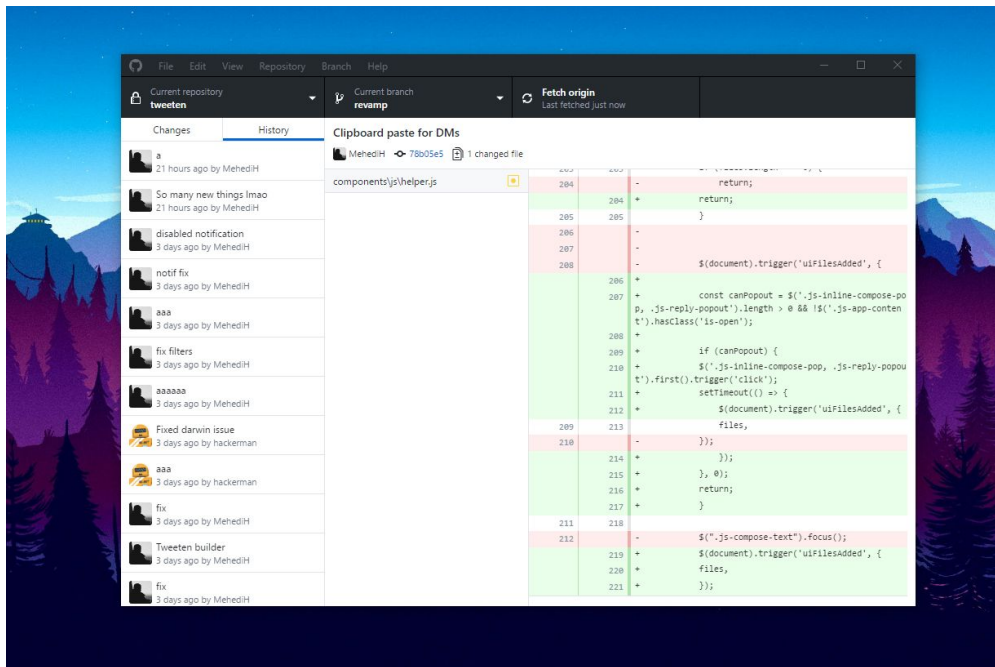 File Edit View Repository Branch Help
Current repository
tweeten
Current branch
revamp
Fetch origin
Last fetched just now
Changes History
a
21 hours ago by MehediH
So many new things lmao
21 hours ago by MehediH
disabled notification
3 days ago by MehediH
notif fix
3 days ago by MehediH
aaa
3 days ago by MehediH
fix filters
3 days ago by MehediH
aaaaaa
3 days ago by MehediH
Fixed darwin issue
3 days ago by hackerman
aaa
3 days ago by hackerman
fix
3 days ago by MehediH
Tweeten builder
3 days ago by MehediH
fix
3 days ago by MehediH
Clipboard paste for DMs
MehediH 78b05e5 1 changed file
components\js\helper.js
204 - return;
204 + return;
205 205 }
206 -
207 -
208 - $(document).trigger('uiFilesAdded', {
206 +
207 + const canPopout = $('.js-inline-compose-po
p, .js-reply-popout').length > 0 && !$('.js-app-conten
t').hasClass('is-open');
208 +
209 + if (canPopout) {
210 + $('.js-inline-compose-pop, .js-reply-popou
t').first().trigger('click');
211 + setTimeout(() => {
212 + $(document).trigger('uiFilesAdded', {
209 213 files,
210 - });
214 + });
215 + }, 0);
216 + return;
217 + }
211 218
212 - $(".js-compose-text").focus();
219 + $(document).trigger('uiFilesAdded', {
220 + files,
221 + });